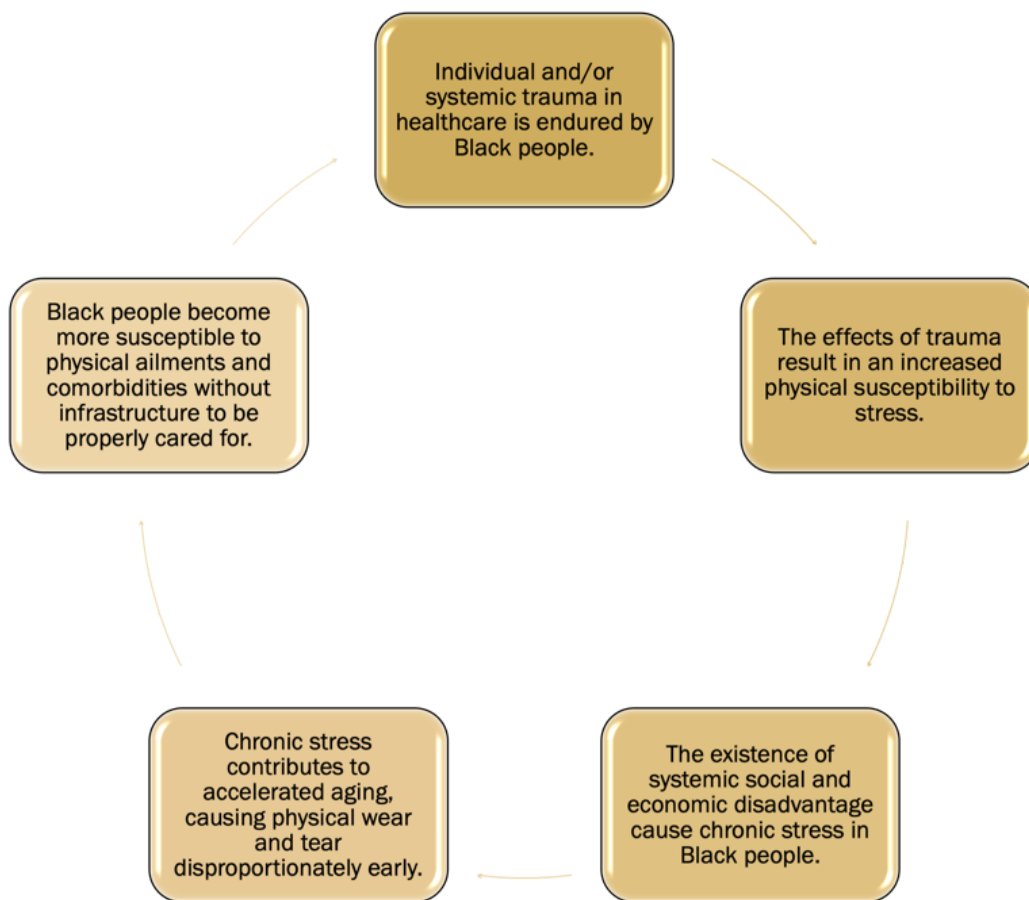 Individual and/or
systemic trauma in
healthcare is endured by
Black people.
The effects of trauma
result in an increased
physical susceptibility to
stress.
The existence of
systemic social and
economic disadvantage
cause chronic stress in
Black people.
Chronic stress
contributes to
accelerated aging,
causing physical wear
and tear
disproportionately early.
Black people become
more susceptible to
physical ailments and
comorbidities without
infrastructure to be
properly cared for.